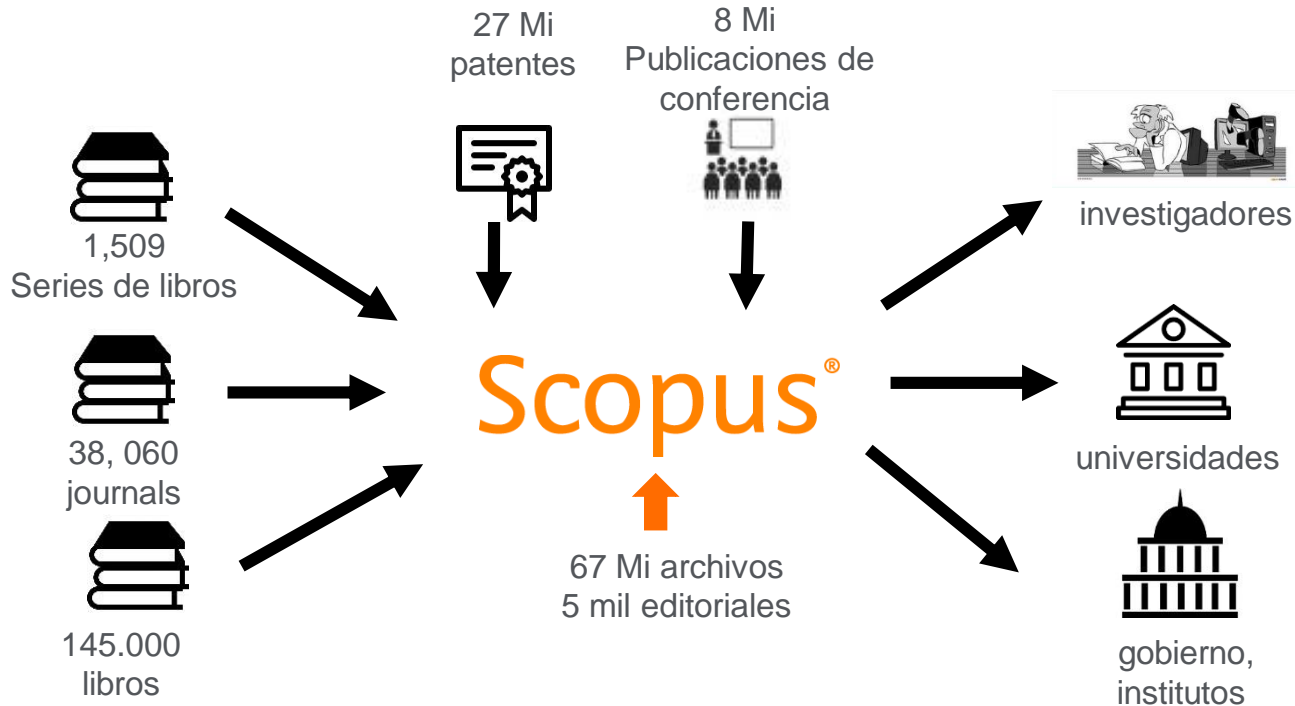 27 Mi
patentes
8 Mi
Publicaciones de
conferencia
1,509
Series de libros
38, 060
journals
145.000
libros
Scopus®
67 Mi archivos
5 mil editoriales
investigadores
universidades
gobierno,
institutos